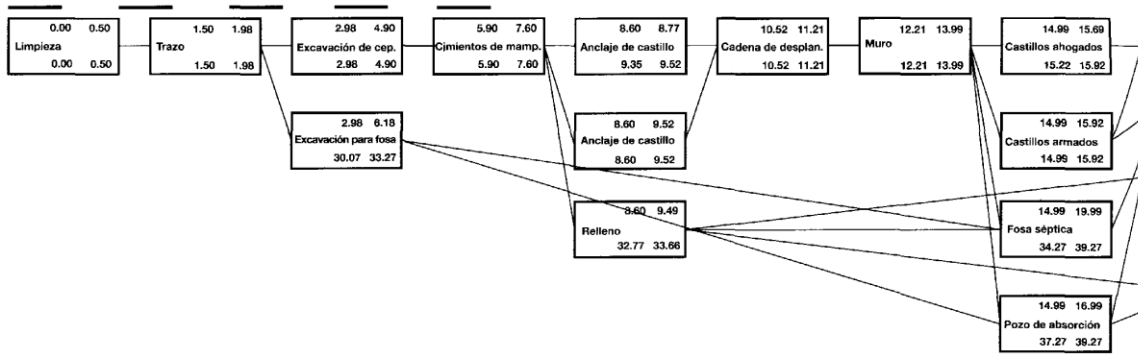 0.00 0.50
Limpieza
0.00 0.50
1.50 1.98
Trazo
1.50 1.98
2.98 4.90
Excavación de cep.
2.98 4.90
5.90 7.60
Cimientos de mamp.
5.90 7.60
8.60 8.77
Anclaje de castillo
9.35 9.52
10.52 11.21
Cadena de desplan.
10.52 11.21
12.21 13.99
Muro
12.21 13.99
14.99 15.69
Castillos ahogados
15.22 15.92
2.98 6.18
Excavación para fosa
30.07 33.27
8.60 9.52
Anclaje de castillo
8.60 9.52
14.99 15.92
Castillos armados
14.99 15.92
8.60 9.49
Relleno
32.77 33.66
14.99 19.99
Fosa séptica
34.27 39.27
14.99 16.99
Pozo de absorción
37.27 39.27